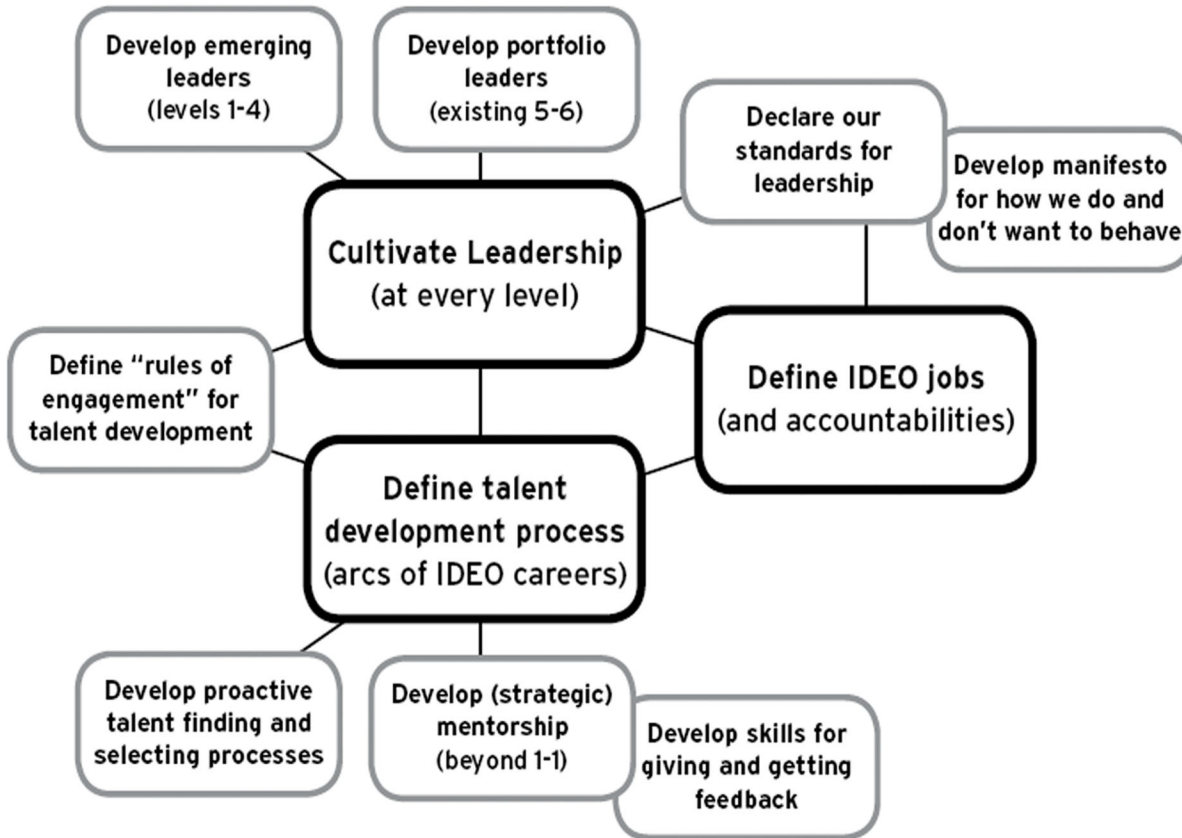 Develop emerging
leaders
(levels 1-4)
Develop portfolio
leaders
(existing 5-6)
Declare our
standards for
leadership
Develop manifesto
for how we do and
don't want to behave
Cultivate Leadership
(at every level)
Define “rules of
engagement” for
talent development
Define IDEO jobs
(and accountabilities)
Define talent
development process
(arcs of IDEO careers)
Develop proactive
talent finding and
selecting processes
Develop (strategic)
mentorship
(beyond 1-1)
Develop skills for
giving and getting
feedback